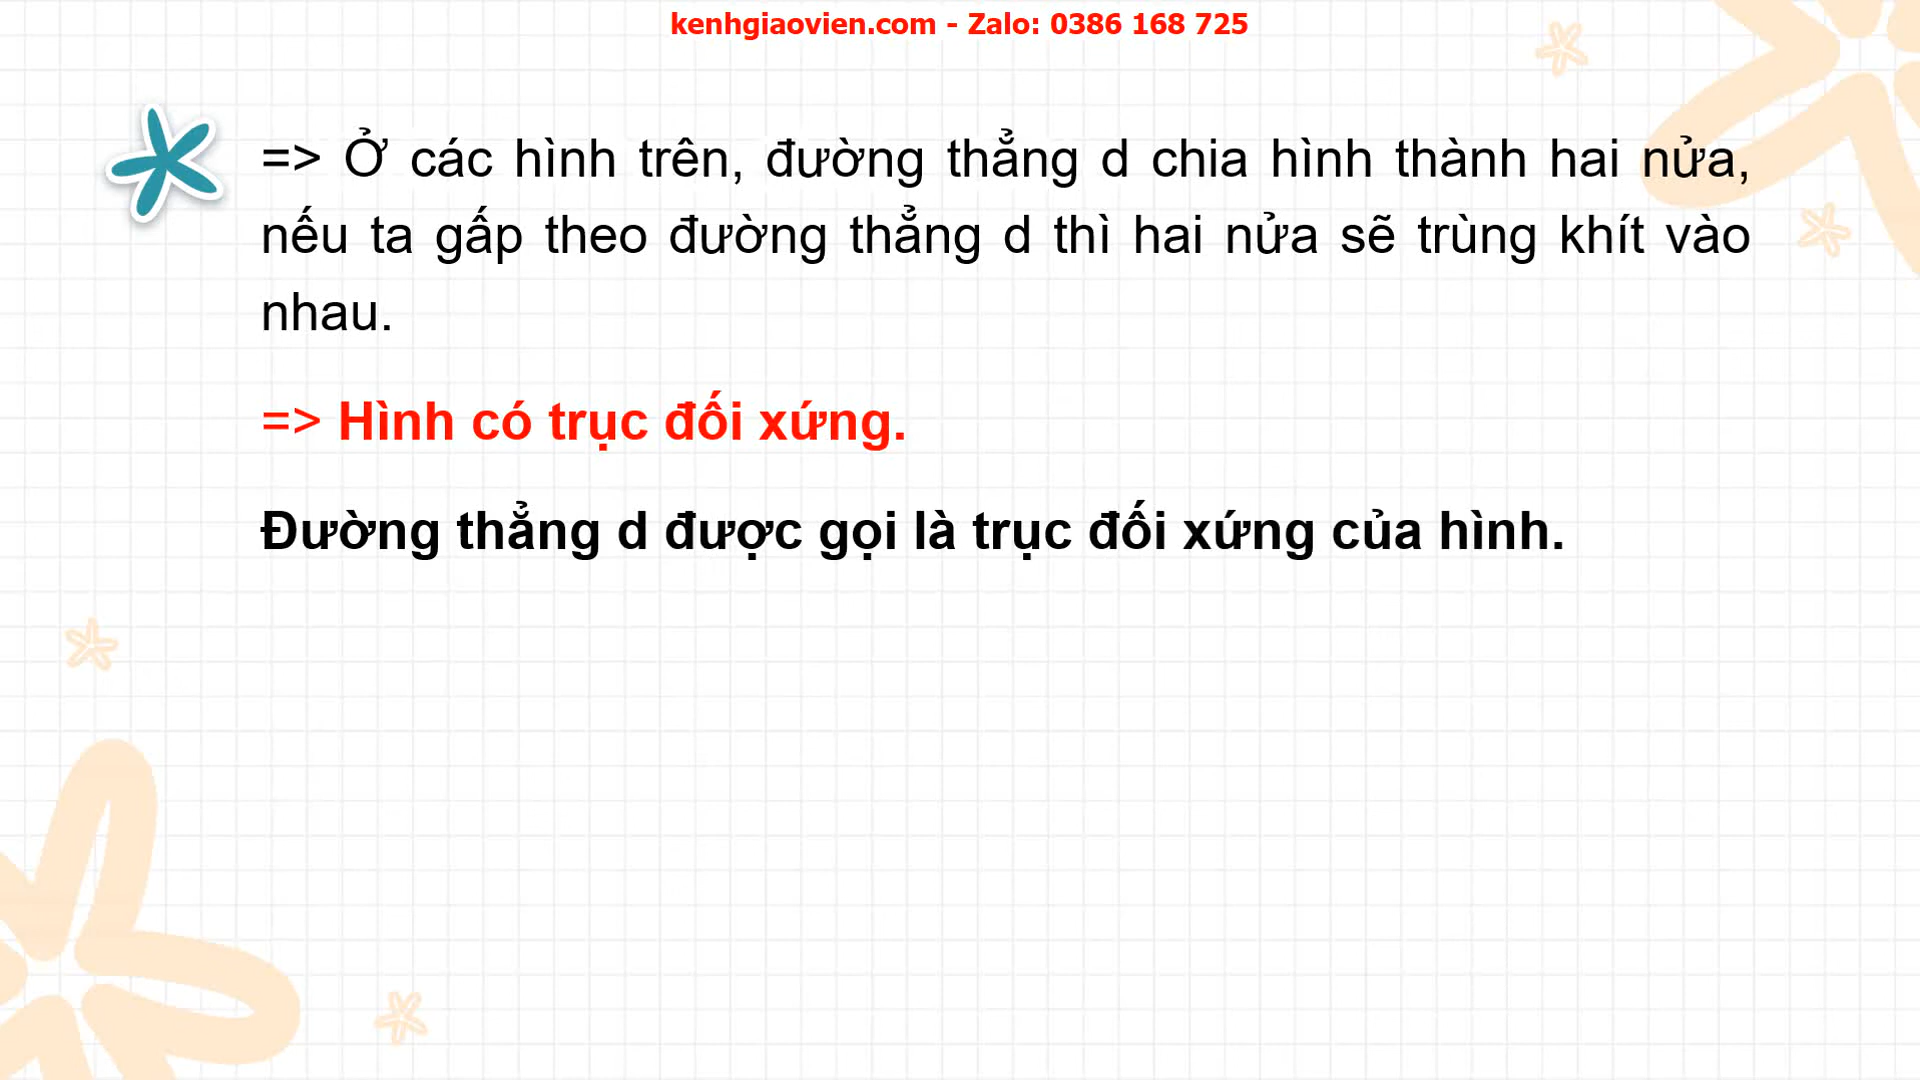 kenhgiaovien.com - Zalo: 0386 168 725
=> Ở các hình trên, đường thẳng d chia hình thành hai nửa,
nếu ta gấp theo đường thẳng d thì hai nửa sẽ trùng khít vào
nhau.
=> Hình có trục đối xứng.
Đường thẳng d được gọi là trục đối xứng của hình.